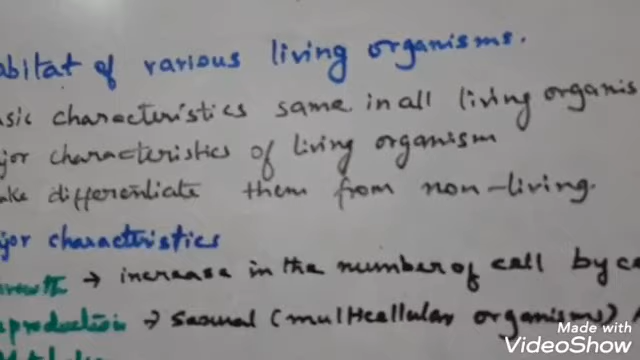 abitat of various living organisms.
asic characteristics same in all living organis
jor characteristics of living organism
ake differentiate them from non-living.
jor characteristics
growth → increase in the number of cell by ce
eproduction → sexual (multicellular organisms)
Made with
VideoShow